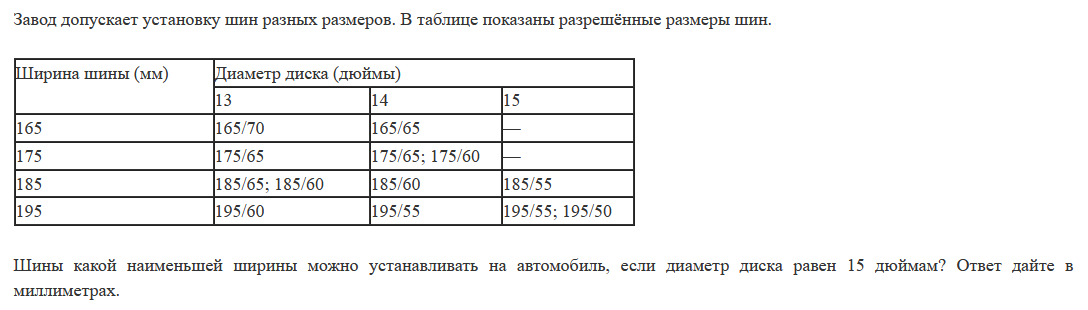 Завод допускает установку шин разных размеров. В таблице показаны разрешённые размеры шин.
Ширина шины (мм) Диаметр диска (дюймы)
13 14 15
165 165/70 165/65 —
175 175/65 175/65; 175/60 —
185 185/65; 185/60 185/60 185/55
195 195/60 195/55 195/55; 195/50
Шины какой наименьшей ширины можно устанавливать на автомобиль, если диаметр диска равен 15 дюймам? Ответ дайте в
миллиметрах.